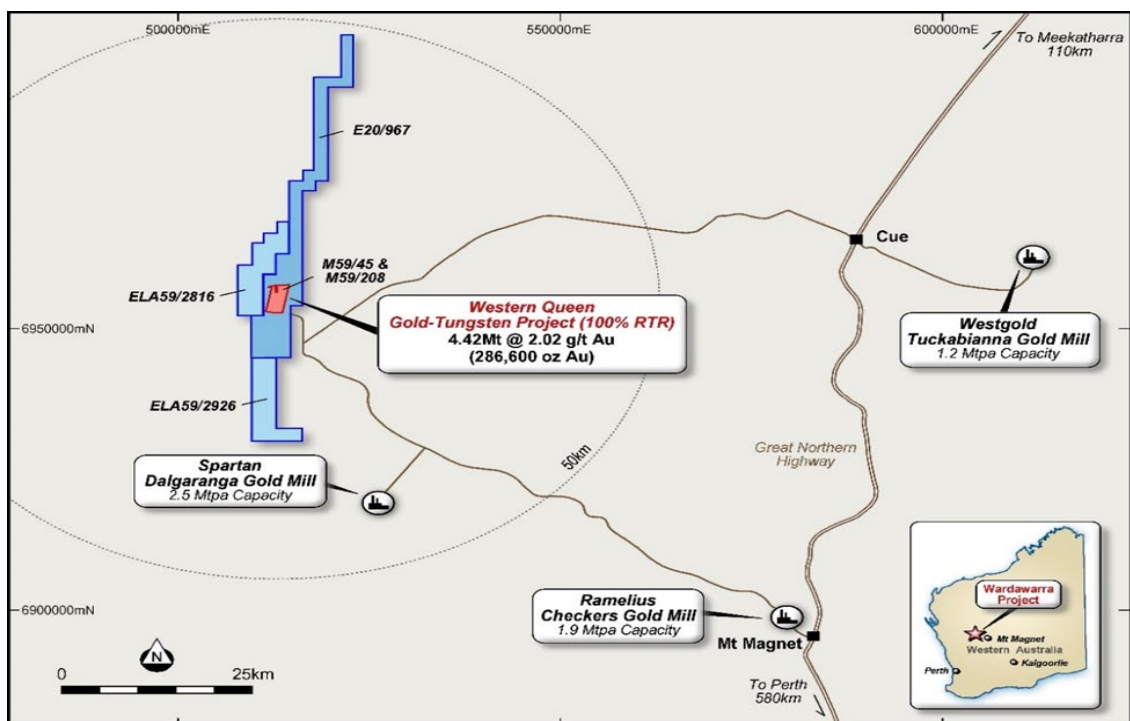 500000mE
550000mE
600000mE
To Meekatharra
110km
E20/967
M59/45 &
M59/208
ELA59/2816
Cue
6950000mN
Western Queen
Gold-Tungsten Project (100% RTR)
4.42Mt @ 2.02 g/t Au
(286,600 oz Au)
Westgold
Tuckabianna Gold Mill
1.2 Mtpa Capacity
ELA59/2926
50km
Great Northern
Highway
Spartan
Dalgaranga Gold Mill
2.5 Mtpa Capacity
6900000mN
Ramelius
Checkers Gold Mill
1.9 Mtpa Capacity
Mt Magnet
N
0
25km
To Perth
580km
Wardawarra
Project
Mt Magnet
Western Australia
Perth
Kalgoorlie